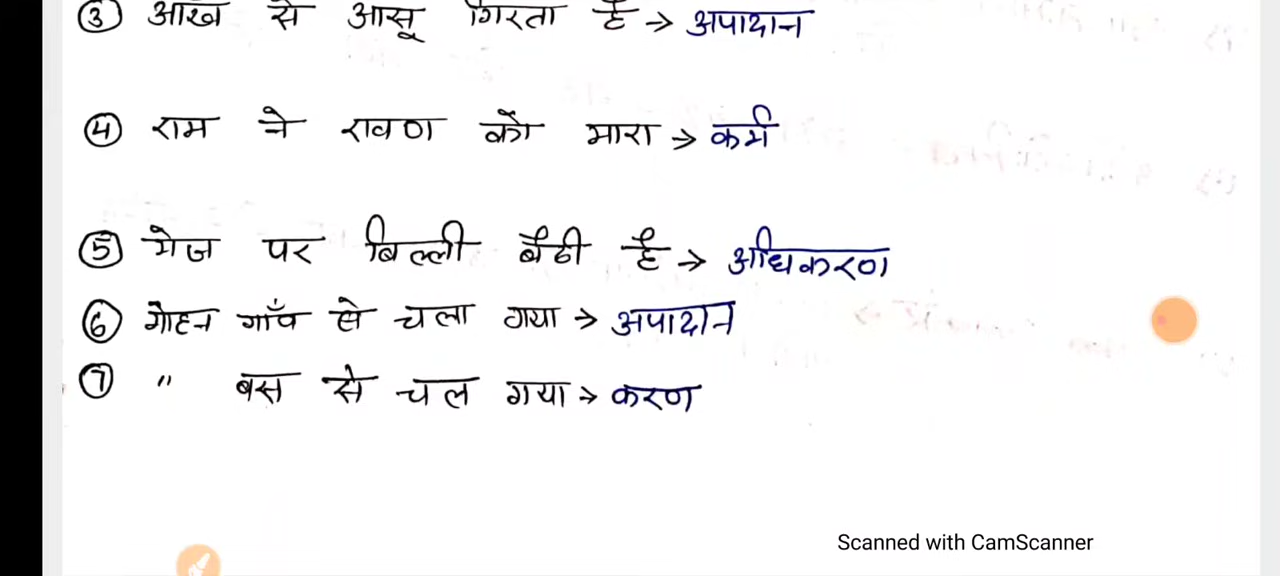 ③ आँख से आसू गिरता है → अपादान
④ राम ने रावण को मारा → कर्म
⑤ मेज पर बिल्ली बैठी है → अधिकरण
⑥ मोहन गाँव से चला गया → अपादान
⑦ " बस से चल गया → करण
Scanned with CamScanner